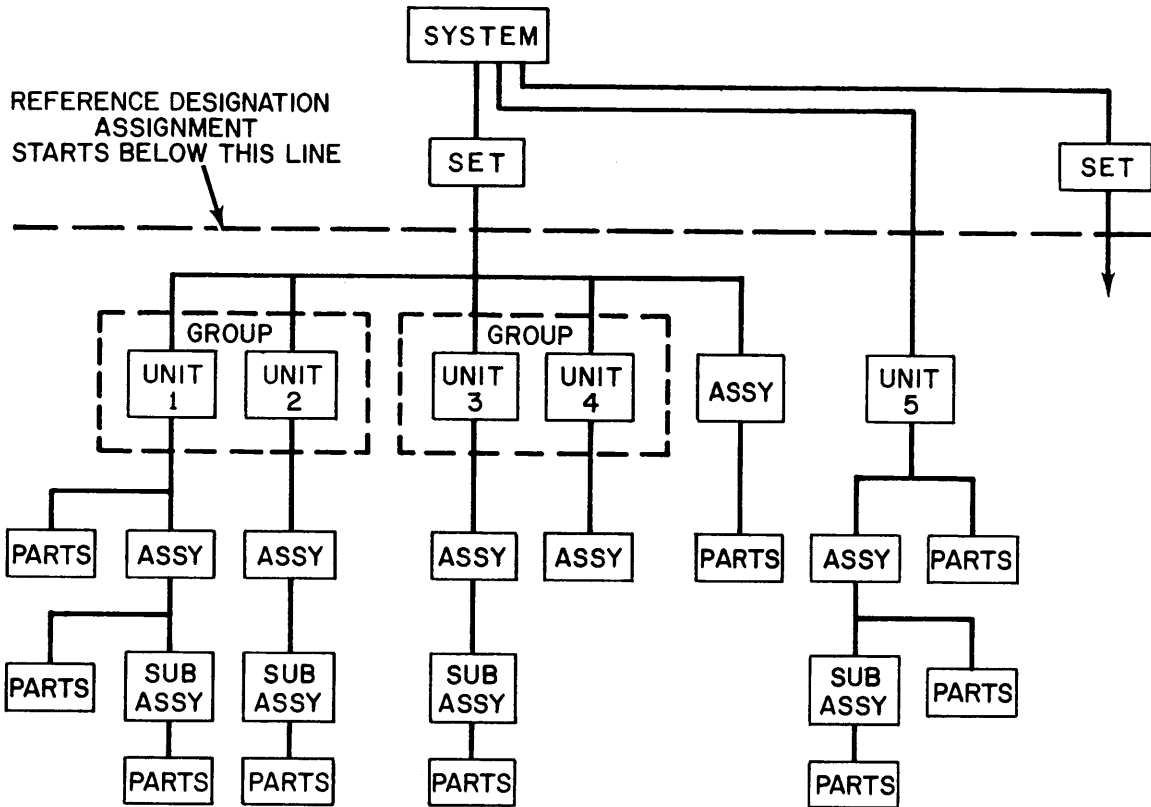 SYSTEM
REFERENCE DESIGNATION
ASSIGNMENT
STARTS BELOW THIS LINE
SET
SET
GROUP
GROUP
UNIT
1
UNIT
2
UNIT
3
UNIT
4
ASSY
UNIT
5
PARTS
ASSY
ASSY
ASSY
ASSY
PARTS
ASSY
PARTS
PARTS
SUB
ASSY
SUB
ASSY
SUB
ASSY
SUB
ASSY
PARTS
PARTS
PARTS
PARTS
PARTS